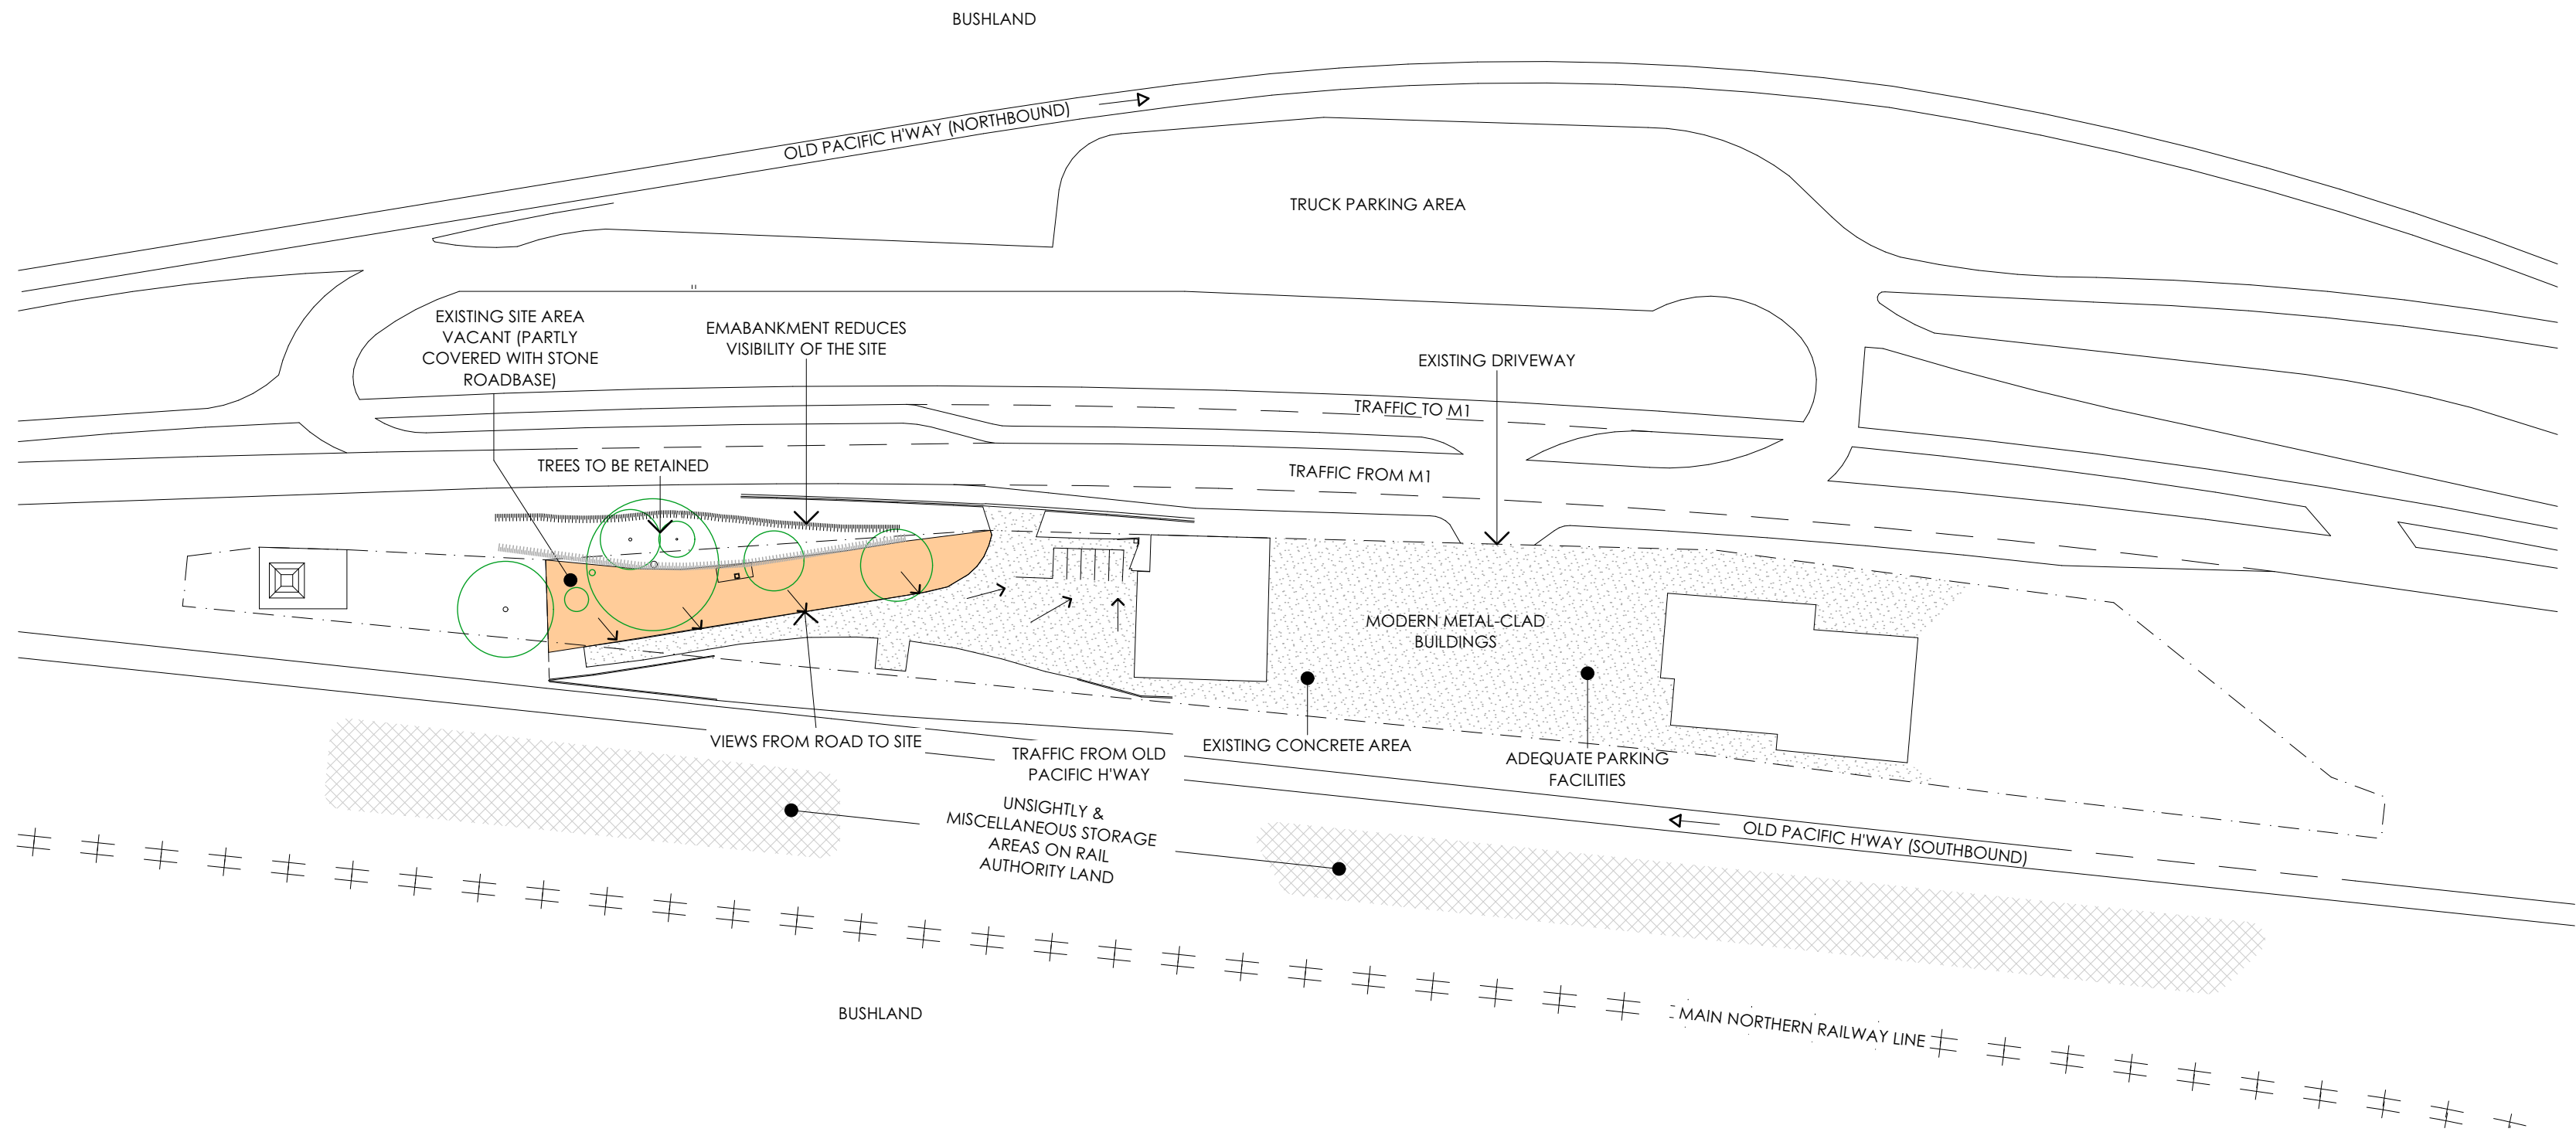 BUSHLAND
OLD PACIFIC H'WAY (NORTHBOUND)
TRUCK PARKING AREA
EXISTING SITE AREA
VACANT (PARTLY
COVERED WITH STONE
ROADBASE)
EMABANKMENT REDUCES
VISIBILITY OF THE SITE
EXISTING DRIVEWAY
TRAFFIC TO M1
TREES TO BE RETAINED
TRAFFIC FROM M1
MODERN METAL-CLAD
BUILDINGS
VIEWS FROM ROAD TO SITE
TRAFFIC FROM OLD
PACIFIC H'WAY
EXISTING CONCRETE AREA
ADEQUATE PARKING
FACILITIES
UNSIGHTLY &
MISCELLANEOUS STORAGE
AREAS ON RAIL
AUTHORITY LAND
OLD PACIFIC H'WAY (SOUTHBOUND)
BUSHLAND
MAIN NORTHERN RAILWAY LINE